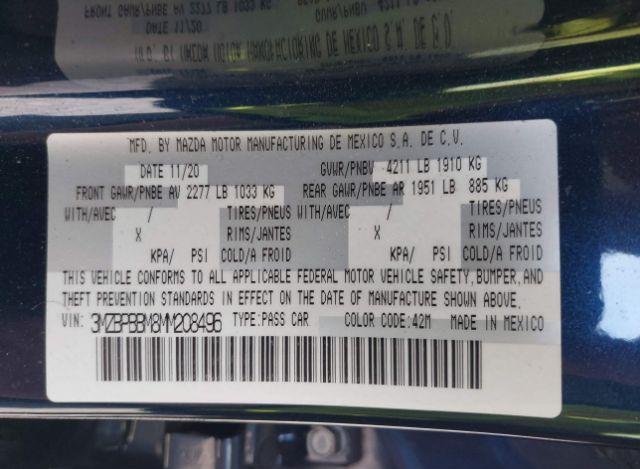 MFD. BY MAZDA MOTOR MANUFACTURING DE MEXICO S.A. DE C.V.
DATE 11/20 GVWR/PNBV 4211 LB 1910 KG
FRONT GAWR/PNBE AV 2277 LB 1033 KG REAR GAWR/PNBE AR 1951 LB 885 KG
WITH/AVEC / TIRES/PNEUS WITH/AVEC / TIRES/PNEUS
X RIMS/JANTES X RIMS/JANTES
KPA/ PSI COLD/A FROID KPA/ PSI COLD/A FROID
THIS VEHICLE CONFORMS TO ALL APPLICABLE FEDERAL MOTOR VEHICLE SAFETY, BUMPER, AND
THEFT PREVENTION STANDARDS IN EFFECT ON THE DATE OF MANUFACTURE SHOWN ABOVE.
VIN: 3MZBPBBM8MM208496 TYPE:PASS CAR COLOR CODE:42M MADE IN MEXICO